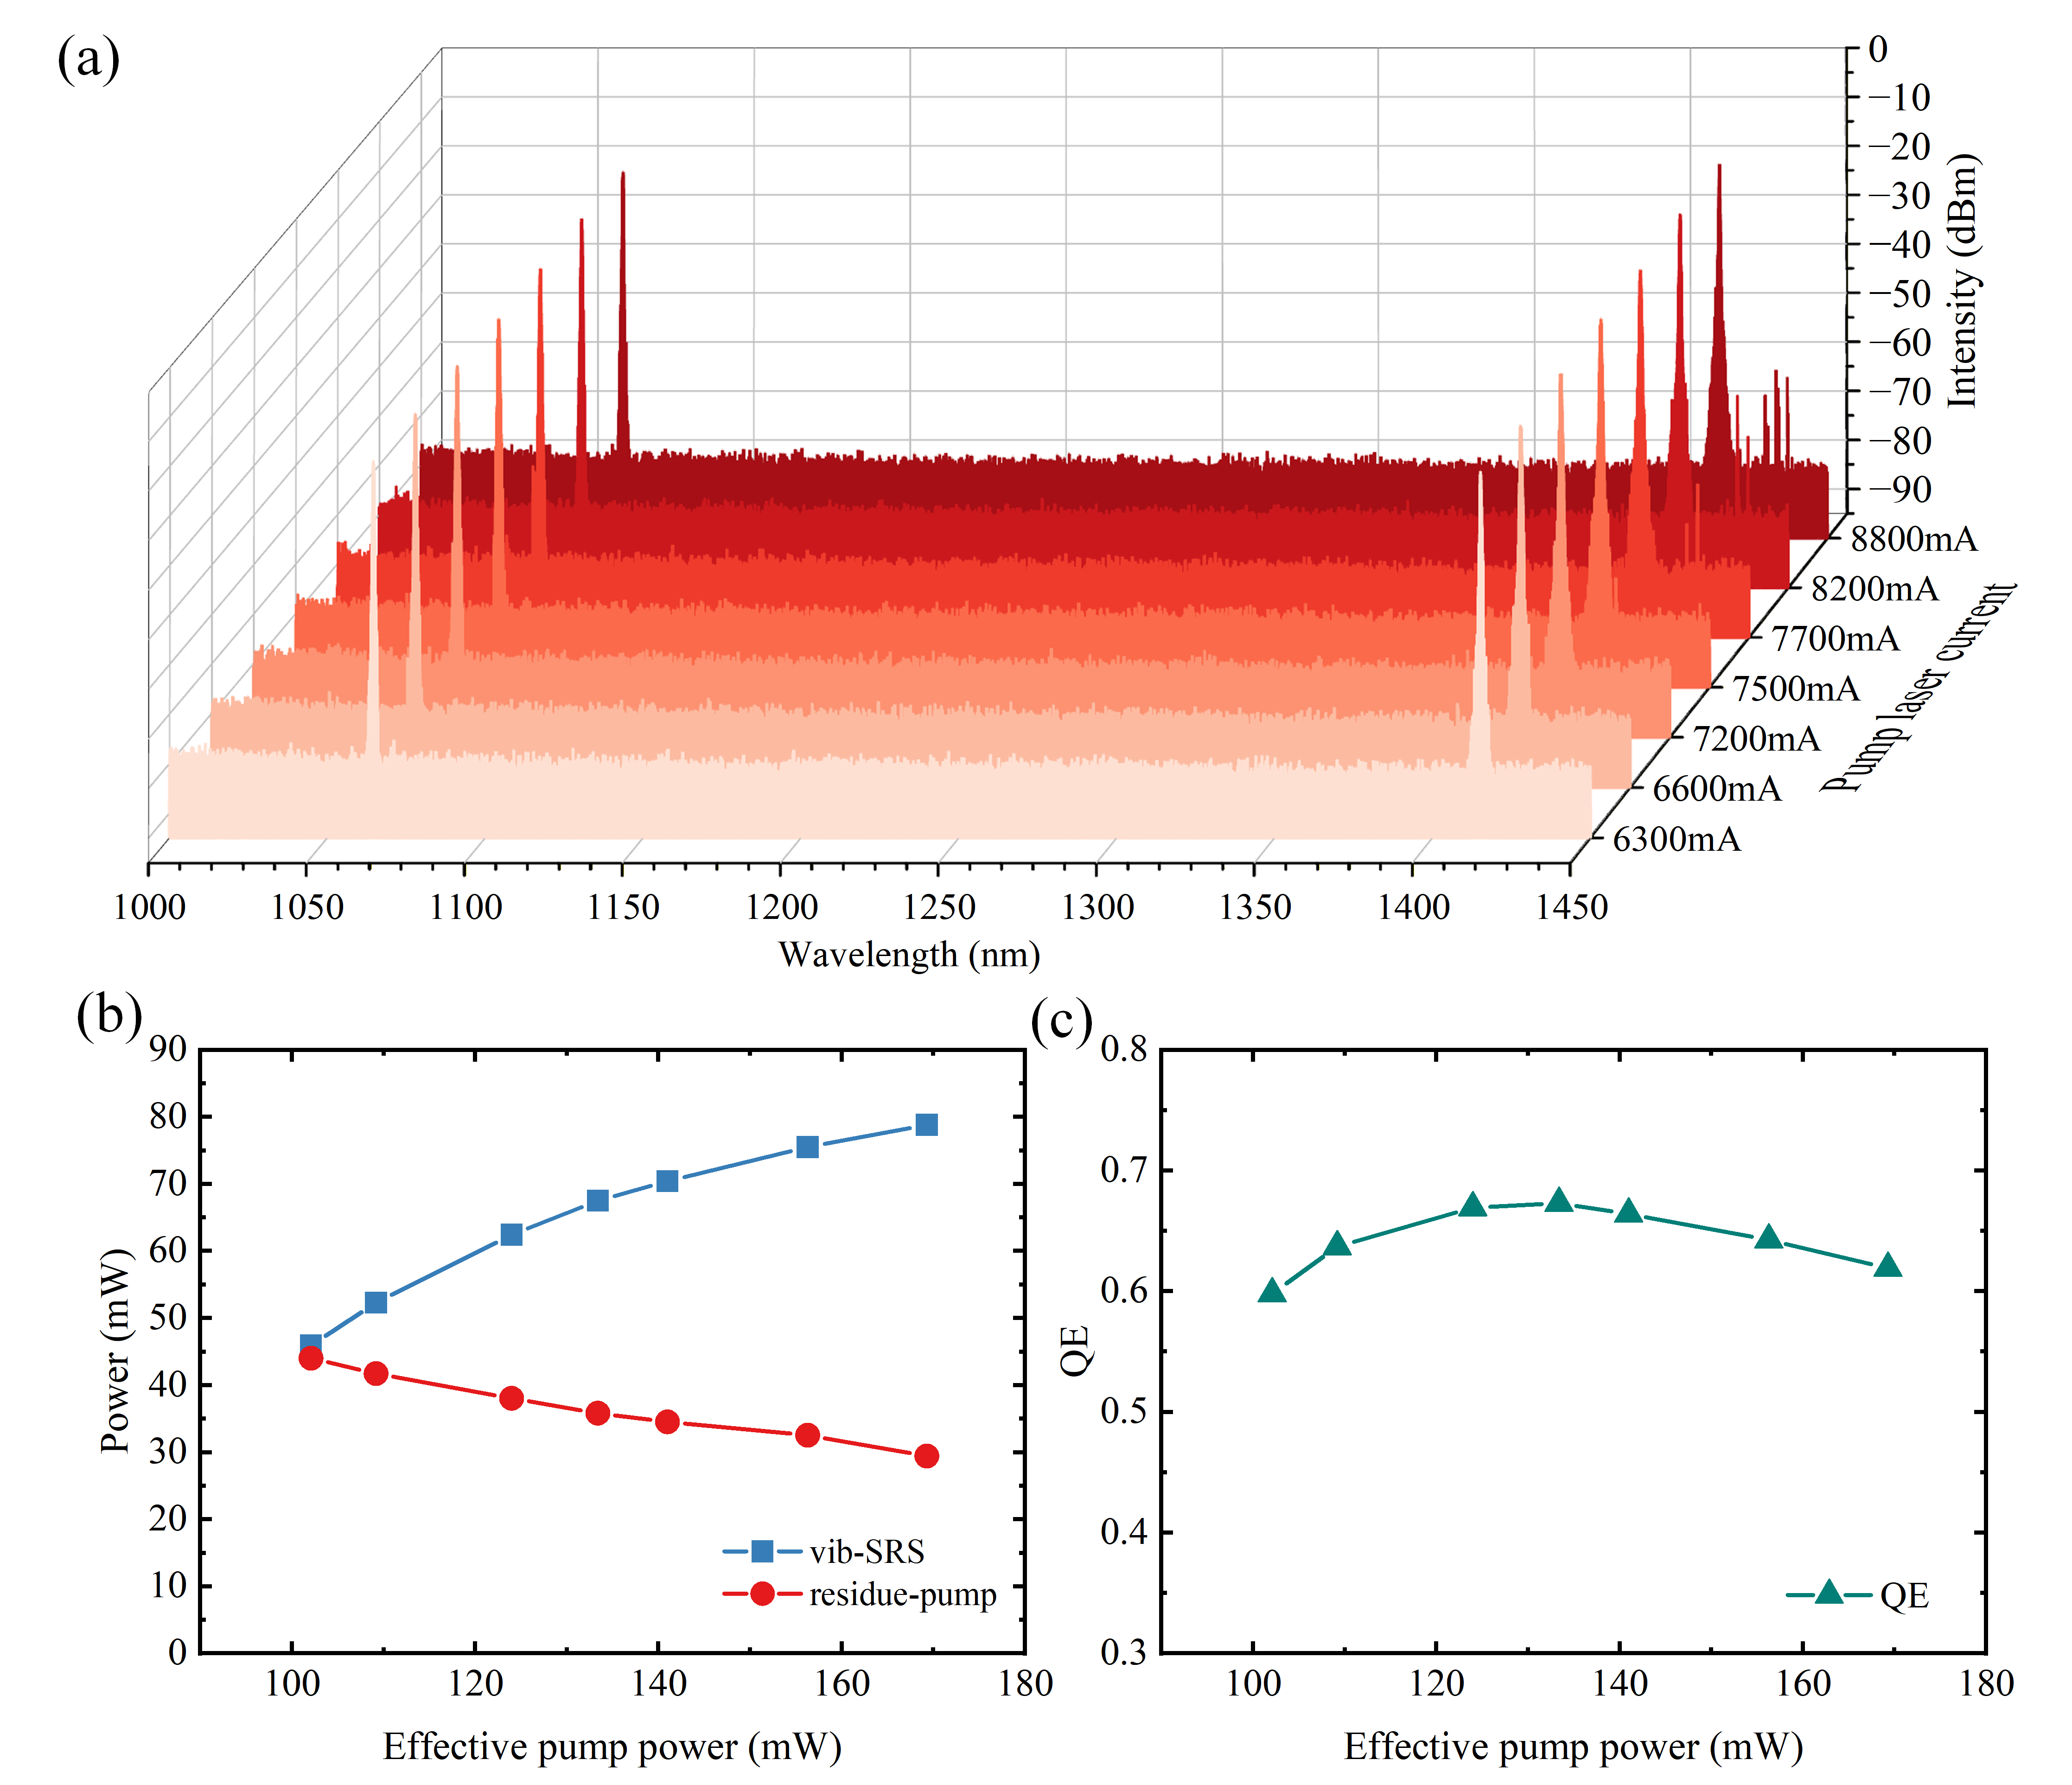 (a)
0
−10
−20
−30
−40
−50
−60
−70
−80
−90
Intensity (dBm)
8800mA
8200mA
7700mA
7500mA
7200mA
6600mA
6300mA
Pump laser current
1000 1050 1100 1150 1200 1250 1300 1350 1400 1450
Wavelength (nm)
(b)
90
80
70
60
50
40
30
20
10
0
Power (mW)
vib-SRS
residue-pump
100 120 140 160 180
Effective pump power (mW)
(c)
0.8
0.7
0.6
0.5
0.4
0.3
QE
QE
100 120 140 160 180
Effective pump power (mW)